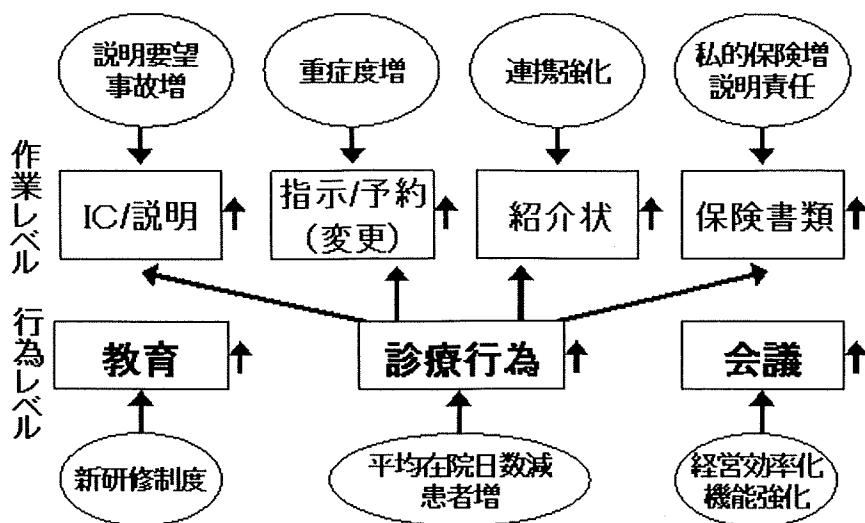 説明要望
事故増
重症度増
連携強化
私的保険増
説明責任
作業レベル
IC/説明
指示/予約
(変更)
紹介状
保険書類
行為レベル
教育
診療行為
会議
新研修制度
平均在院日数減
患者増
経営効率化
機能強化